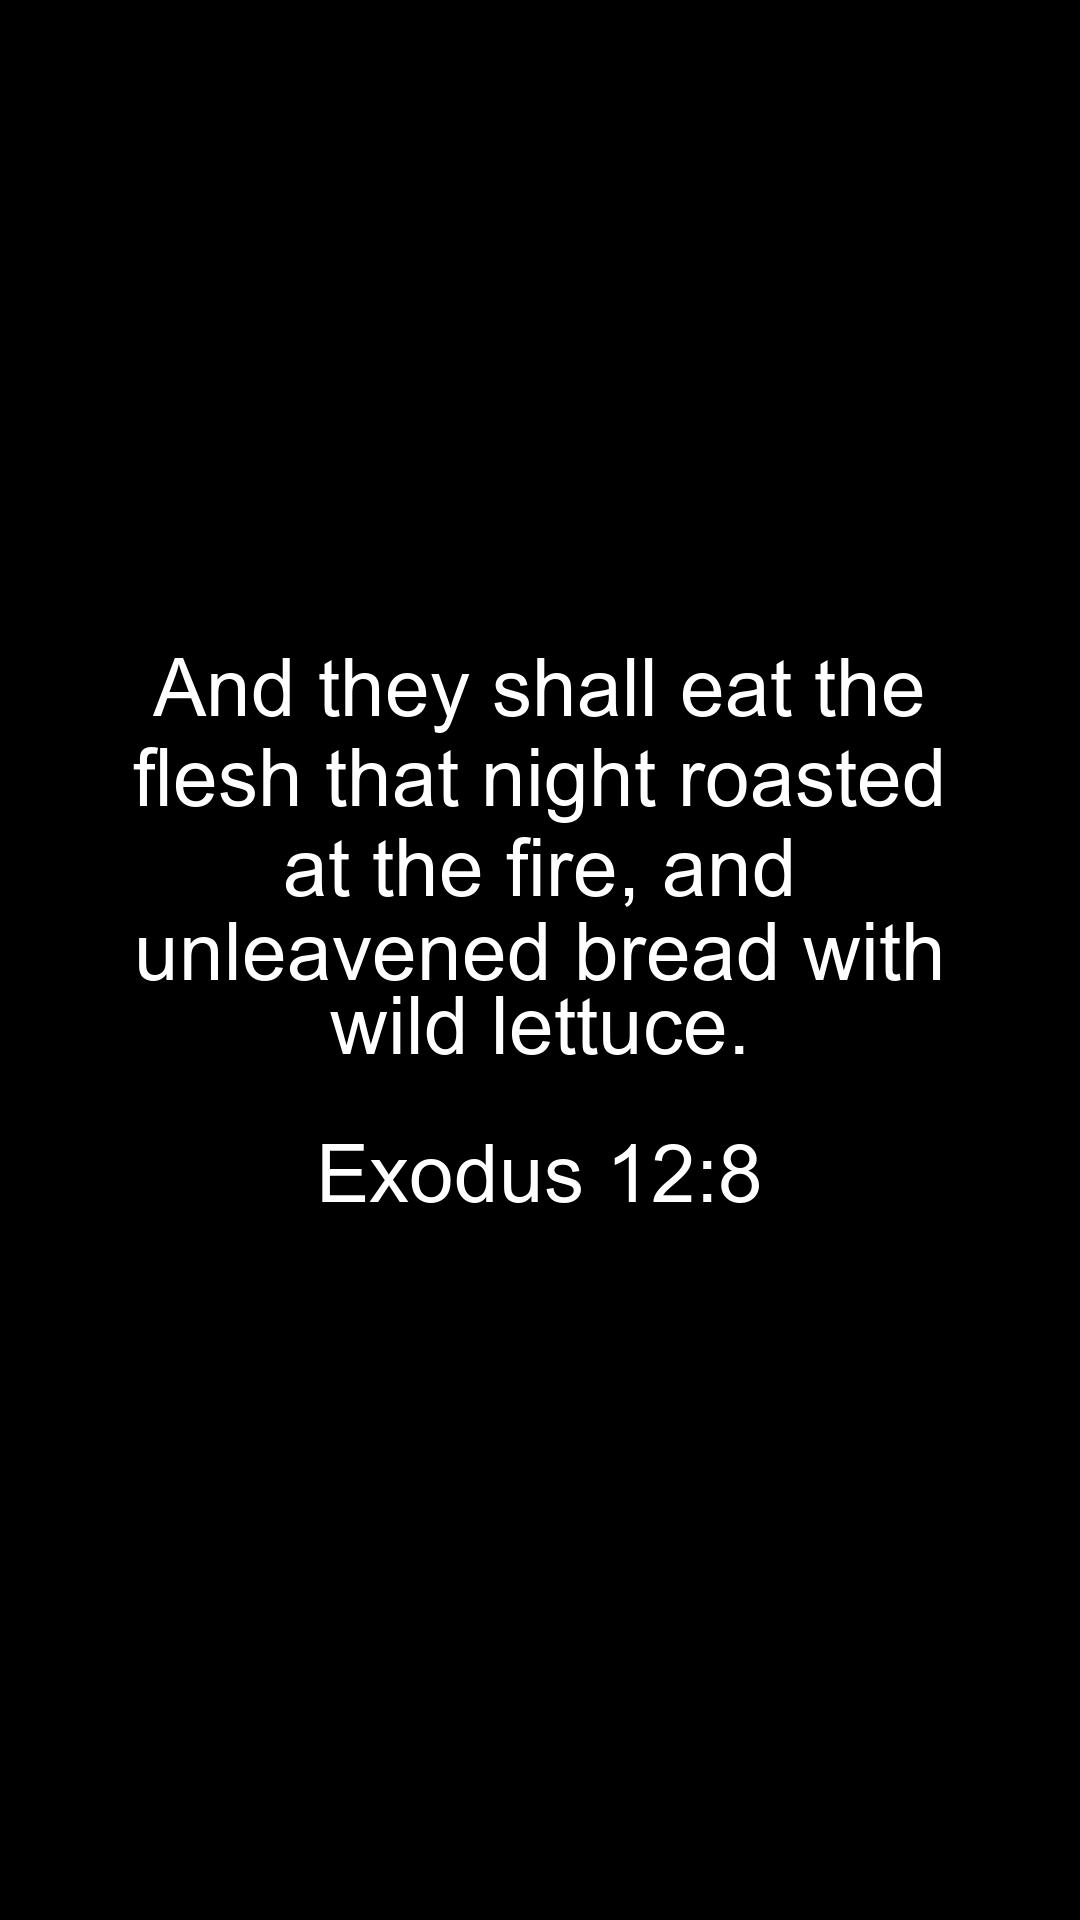 And they shall eat the
flesh that night roasted
at the fire, and
unleavened bread with
wild lettuce.
Exodus 12:8